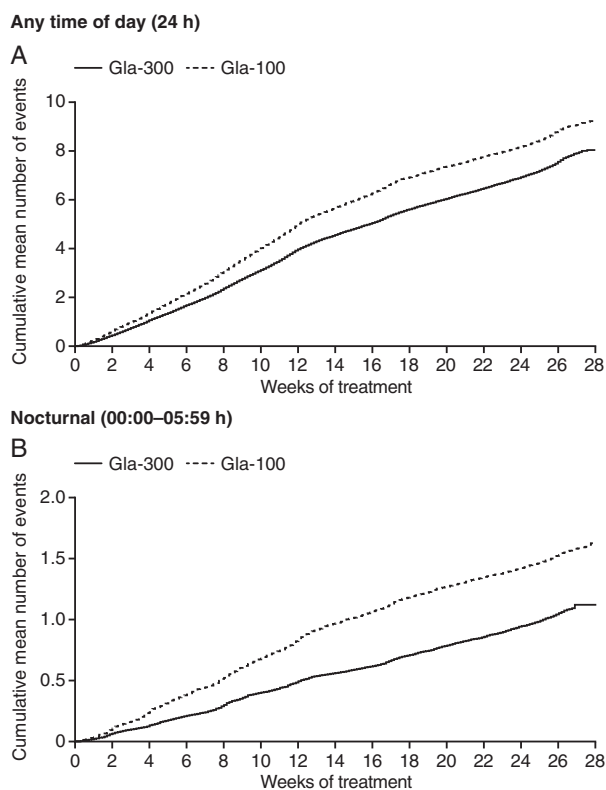 Any time of day (24 h)
A
Gla-300 Gla-100
Cumulative mean number of events
10
8
6
4
2
0
0 2 4 6 8 10 12 14 16 18 20 22 24 26 28
Weeks of treatment
Nocturnal (00:00–05:59 h)
B
Gla-300 Gla-100
Cumulative mean number of events
2.0
1.5
1.0
0.5
0
0 2 4 6 8 10 12 14 16 18 20 22 24 26 28
Weeks of treatment